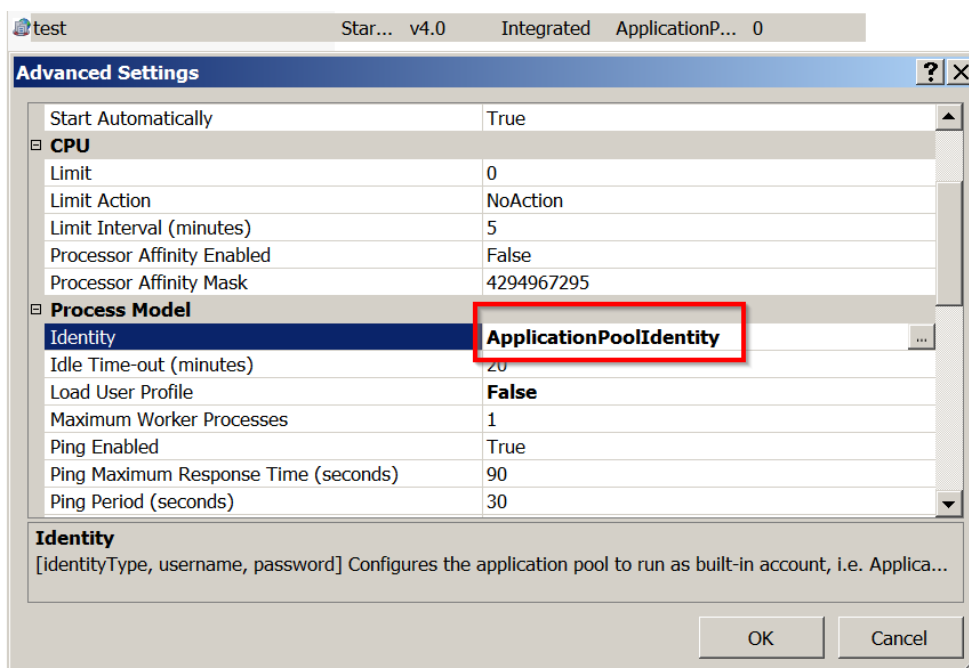 test Star... v4.0 Integrated ApplicationP... 0
Advanced Settings ?
Start Automatically True
CPU
Limit 0
Limit Action NoAction
Limit Interval (minutes) 5
Processor Affinity Enabled False
Processor Affinity Mask 4294967295
Process Model
Identity ApplicationPoolIdentity ...
Idle Time-out (minutes) 20
Load User Profile False
Maximum Worker Processes 1
Ping Enabled True
Ping Maximum Response Time (seconds) 90
Ping Period (seconds) 30
Identity
[identityType, username, password] Configures the application pool to run as built-in account, i.e. Applica...
OK Cancel